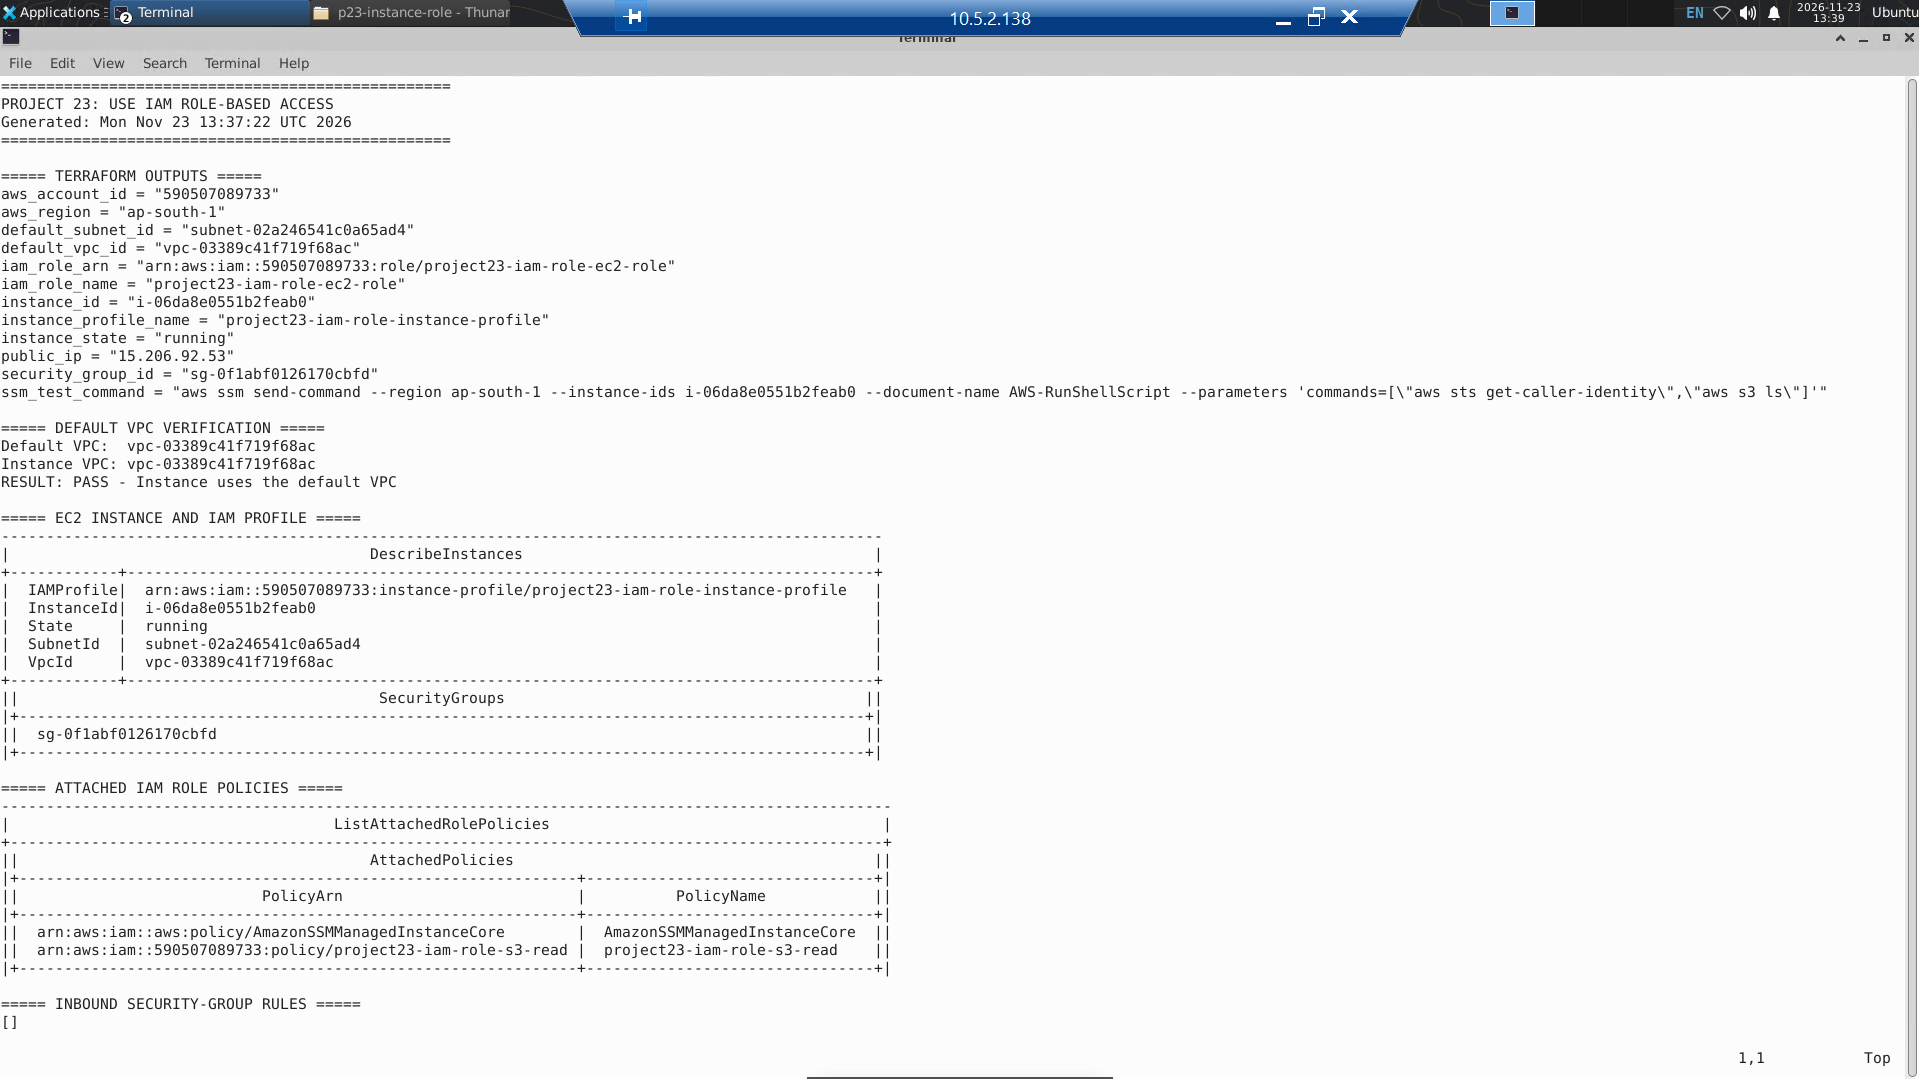 Applications
2
Terminal
p23-instance-role - Thunar
10.5.2.138
EN
2026-11-23
13:39
Ubuntu
Terminal
File Edit View Search Terminal Help
==================================================
PROJECT 23: USE IAM ROLE-BASED ACCESS
Generated: Mon Nov 23 13:37:22 UTC 2026
==================================================
===== TERRAFORM OUTPUTS =====
aws_account_id = "590507089733"
aws_region = "ap-south-1"
default_subnet_id = "subnet-02a246541c0a65ad4"
default_vpc_id = "vpc-03389c41f719f68ac"
iam_role_arn = "arn:aws:iam::590507089733:role/project23-iam-role-ec2-role"
iam_role_name = "project23-iam-role-ec2-role"
instance_id = "i-06da8e0551b2feab0"
instance_profile_name = "project23-iam-role-instance-profile"
instance_state = "running"
public_ip = "15.206.92.53"
security_group_id = "sg-0f1abf0126170cbfd"
ssm_test_command = "aws ssm send-command --region ap-south-1 --instance-ids i-06da8e0551b2feab0 --document-name AWS-RunShellScript --parameters 'commands=[\"aws sts get-caller-identity\",\"aws s3 ls\"]'"
===== DEFAULT VPC VERIFICATION =====
Default VPC:  vpc-03389c41f719f68ac
Instance VPC: vpc-03389c41f719f68ac
RESULT: PASS - Instance uses the default VPC
===== EC2 INSTANCE AND IAM PROFILE =====
--------------------------------------------------------------------------------------------------
|                                        DescribeInstances                                       |
+------------+-----------------------------------------------------------------------------------+
|  IAMProfile|  arn:aws:iam::590507089733:instance-profile/project23-iam-role-instance-profile   |
|  InstanceId|  i-06da8e0551b2feab0                                                              |
|  State     |  running                                                                          |
|  SubnetId  |  subnet-02a246541c0a65ad4                                                         |
|  VpcId     |  vpc-03389c41f719f68ac                                                            |
+------------+-----------------------------------------------------------------------------------+
||                                        SecurityGroups                                        ||
|+----------------------------------------------------------------------------------------------+|
||  sg-0f1abf0126170cbfd                                                                        ||
|+----------------------------------------------------------------------------------------------+|
===== ATTACHED IAM ROLE POLICIES =====
---------------------------------------------------------------------------------------------------
|                                    ListAttachedRolePolicies                                     |
+-------------------------------------------------------------------------------------------------+
||                                       AttachedPolicies                                        ||
|+--------------------------------------------------------------+--------------------------------+|
||                           PolicyArn                          |          PolicyName            ||
|+--------------------------------------------------------------+--------------------------------+|
||  arn:aws:iam::aws:policy/AmazonSSMManagedInstanceCore        |  AmazonSSMManagedInstanceCore  ||
||  arn:aws:iam::590507089733:policy/project23-iam-role-s3-read |  project23-iam-role-s3-read    ||
|+--------------------------------------------------------------+--------------------------------+|
===== INBOUND SECURITY-GROUP RULES =====
[]
1,1 Top